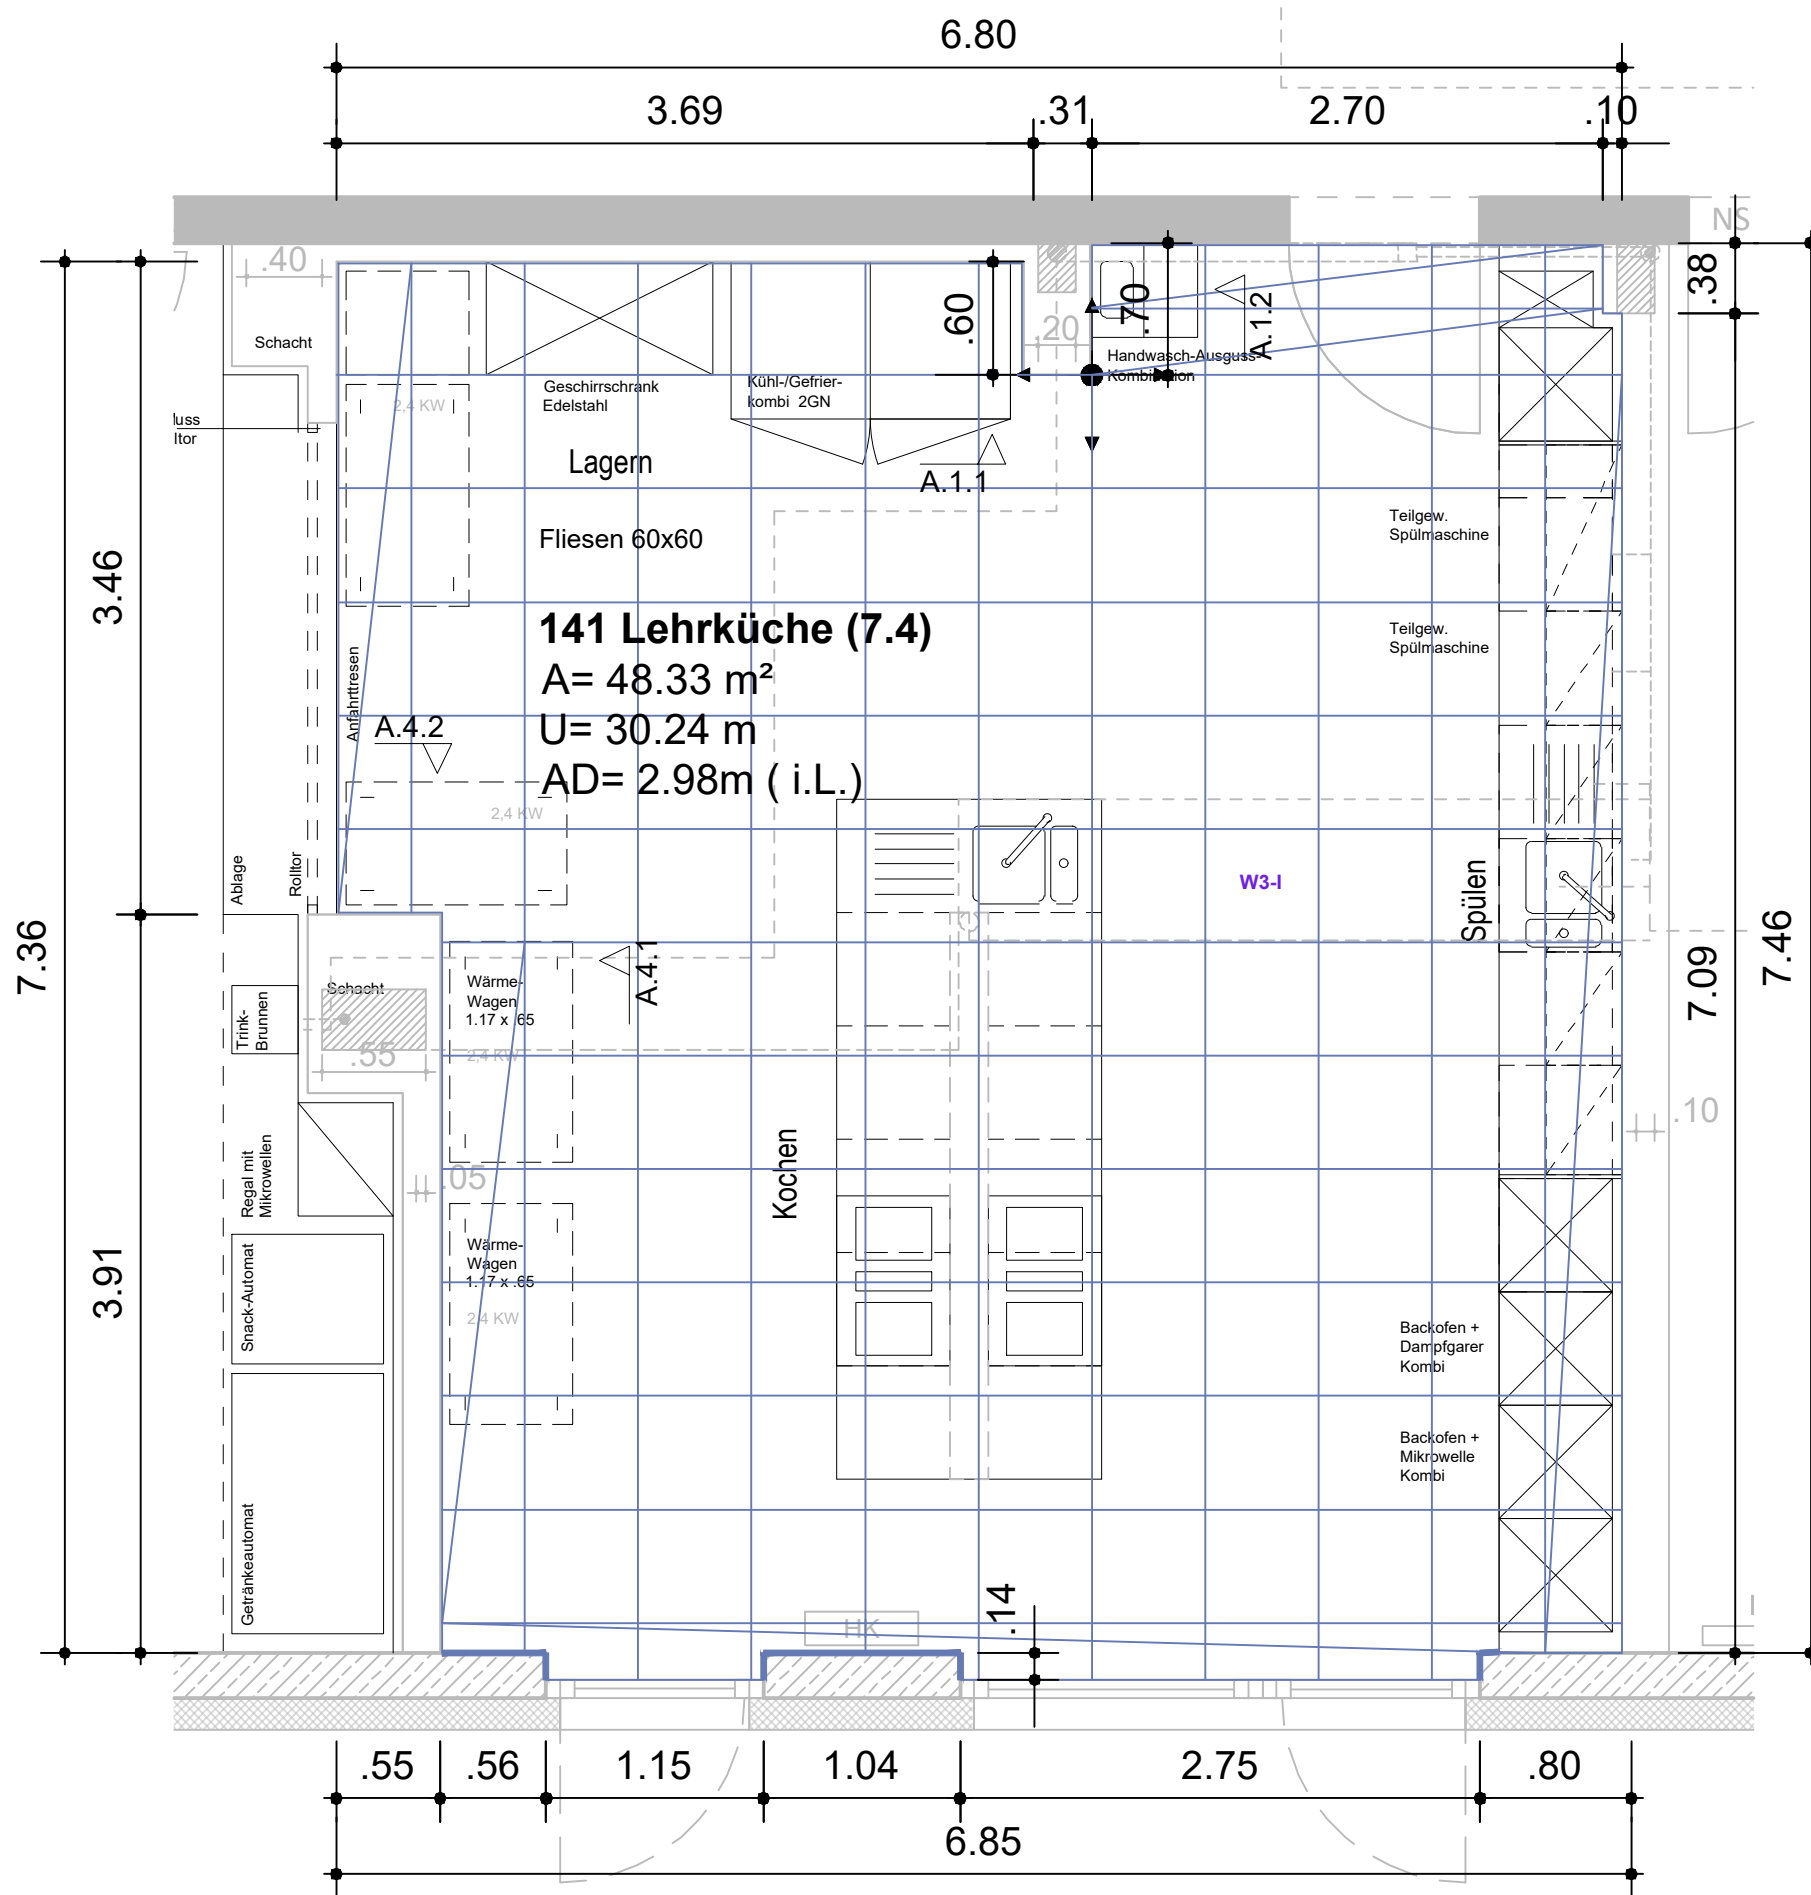 6.80
3.69
.31
2.70
.10
NS
.40
.38
.60
.70
.20
A.1.2
Schacht
Handwasch-Ausguss-
Kombination
Geschirrschrank
Edelstahl
Kühl-/Gefrier-
kombi 2GN
2,4 KW
luss
ltor
Lagern
A.1.1
Fliesen 60x60
Teilgew.
Spülmaschine
3.46
141 Lehrküche (7.4)
A= 48.33 m²
U= 30.24 m
AD= 2.98m ( i.L.)
Teilgew.
Spülmaschine
Anfahrttresen
A.4.2
2,4 KW
Ablage
Rolltor
W3-I
Spülen
7.36
7.09
7.46
A.4.1
Wärme-
Wagen
1.17 x .65
2,4 KW
Schacht
Trink-
Brunnen
.55
.10
Kochen
Regal mit
Mikrowellen
.05
3.91
Wärme-
Wagen
1.17 x .65
2,4 KW
Snack-Automat
Backofen +
Dampfgarer
Kombi
Backofen +
Mikrowelle
Kombi
Getränkeautomat
HK
.14
.55
.56
1.15
1.04
2.75
.80
6.85